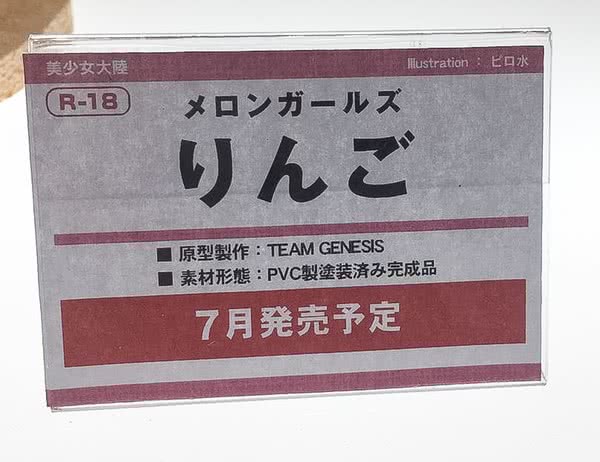 美少女大陸
Illustration : ピロ水
R-18
メロンガールズ
りんご
■ 原型製作：TEAM GENESIS
■ 素材形態：PVC製塗装済み完成品
7月発売予定